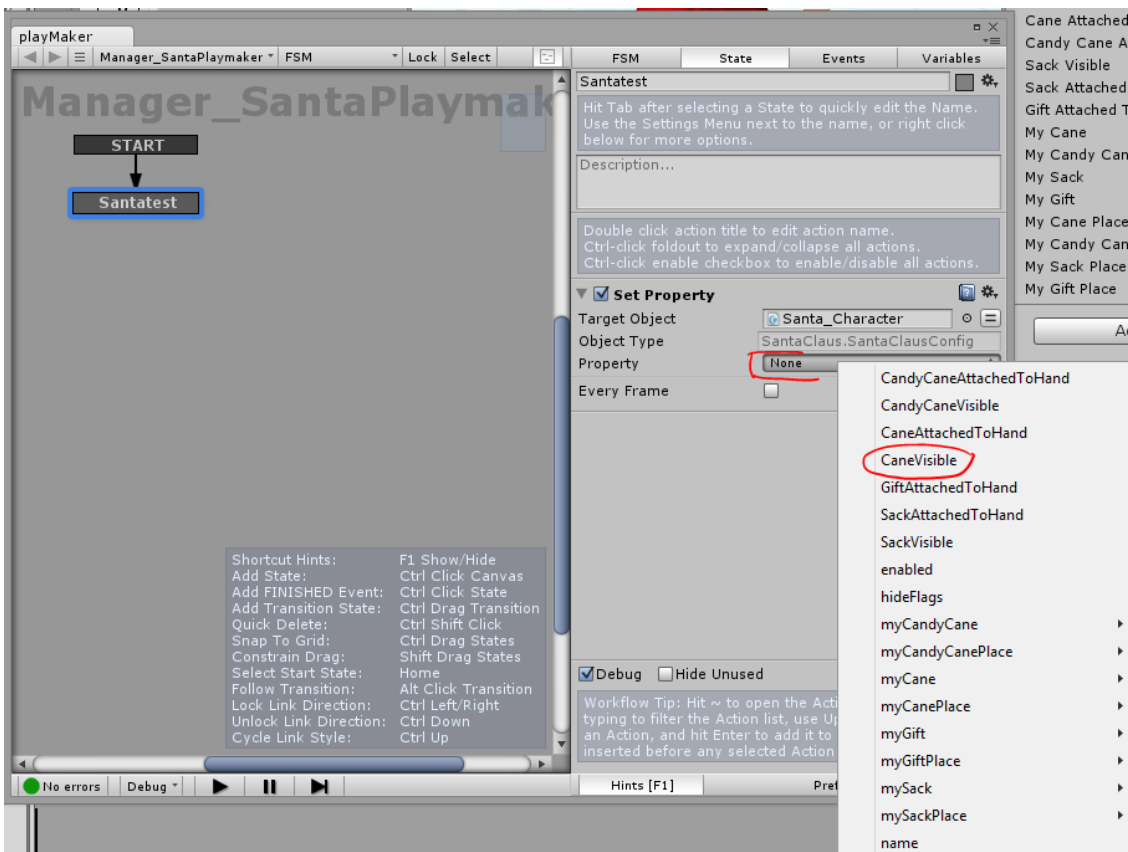 playMaker
Manager_SantaPlaymaker FSM Lock Select
Manager_SantaPlaymak
START
Santatest
Shortcut Hints: F1 Show/Hide
Add State: Ctrl Click Canvas
Add FINISHED Event: Ctrl Click State
Add Transition State: Ctrl Drag Transition
Quick Delete: Ctrl Shift Click
Snap To Grid: Ctrl Drag States
Constrain Drag: Shift Drag States
Select Start State: Home
Follow Transition: Alt Click Transition
Lock Link Direction: Ctrl Left/Right
Unlock Link Direction: Ctrl Down
Cycle Link Style: Ctrl Up
No errors Debug
FSM State Events Variables
Santatest
Hit Tab after selecting a State to quickly edit the Name.
Use the Settings Menu next to the name, or right click
below for more options.
Description...
Double click action title to edit action name.
Ctrl-click foldout to expand/collapse all actions.
Ctrl-click enable checkbox to enable/disable all actions.
Set Property
Target Object Santa_Character
Object Type SantaClaus.SantaClausConfig
Property None
Every Frame
Debug Hide Unused
Workflow Tip: Hit ~ to open the Acti
typing to filter the Action list, use Up
an Action, and hit Enter to add it to
inserted before any selected Action
Hints [F1] Pref
CandyCaneAttachedToHand
CandyCaneVisible
CaneAttachedToHand
CaneVisible
GiftAttachedToHand
SackAttachedToHand
SackVisible
enabled
hideFlags
myCandyCane
myCandyCanePlace
myCane
myCanePlace
myGift
myGiftPlace
mySack
mySackPlace
name
Cane Attached
Candy Cane A
Sack Visible
Sack Attached
Gift Attached T
My Cane
My Candy Can
My Sack
My Gift
My Cane Place
My Candy Can
My Sack Place
My Gift Place